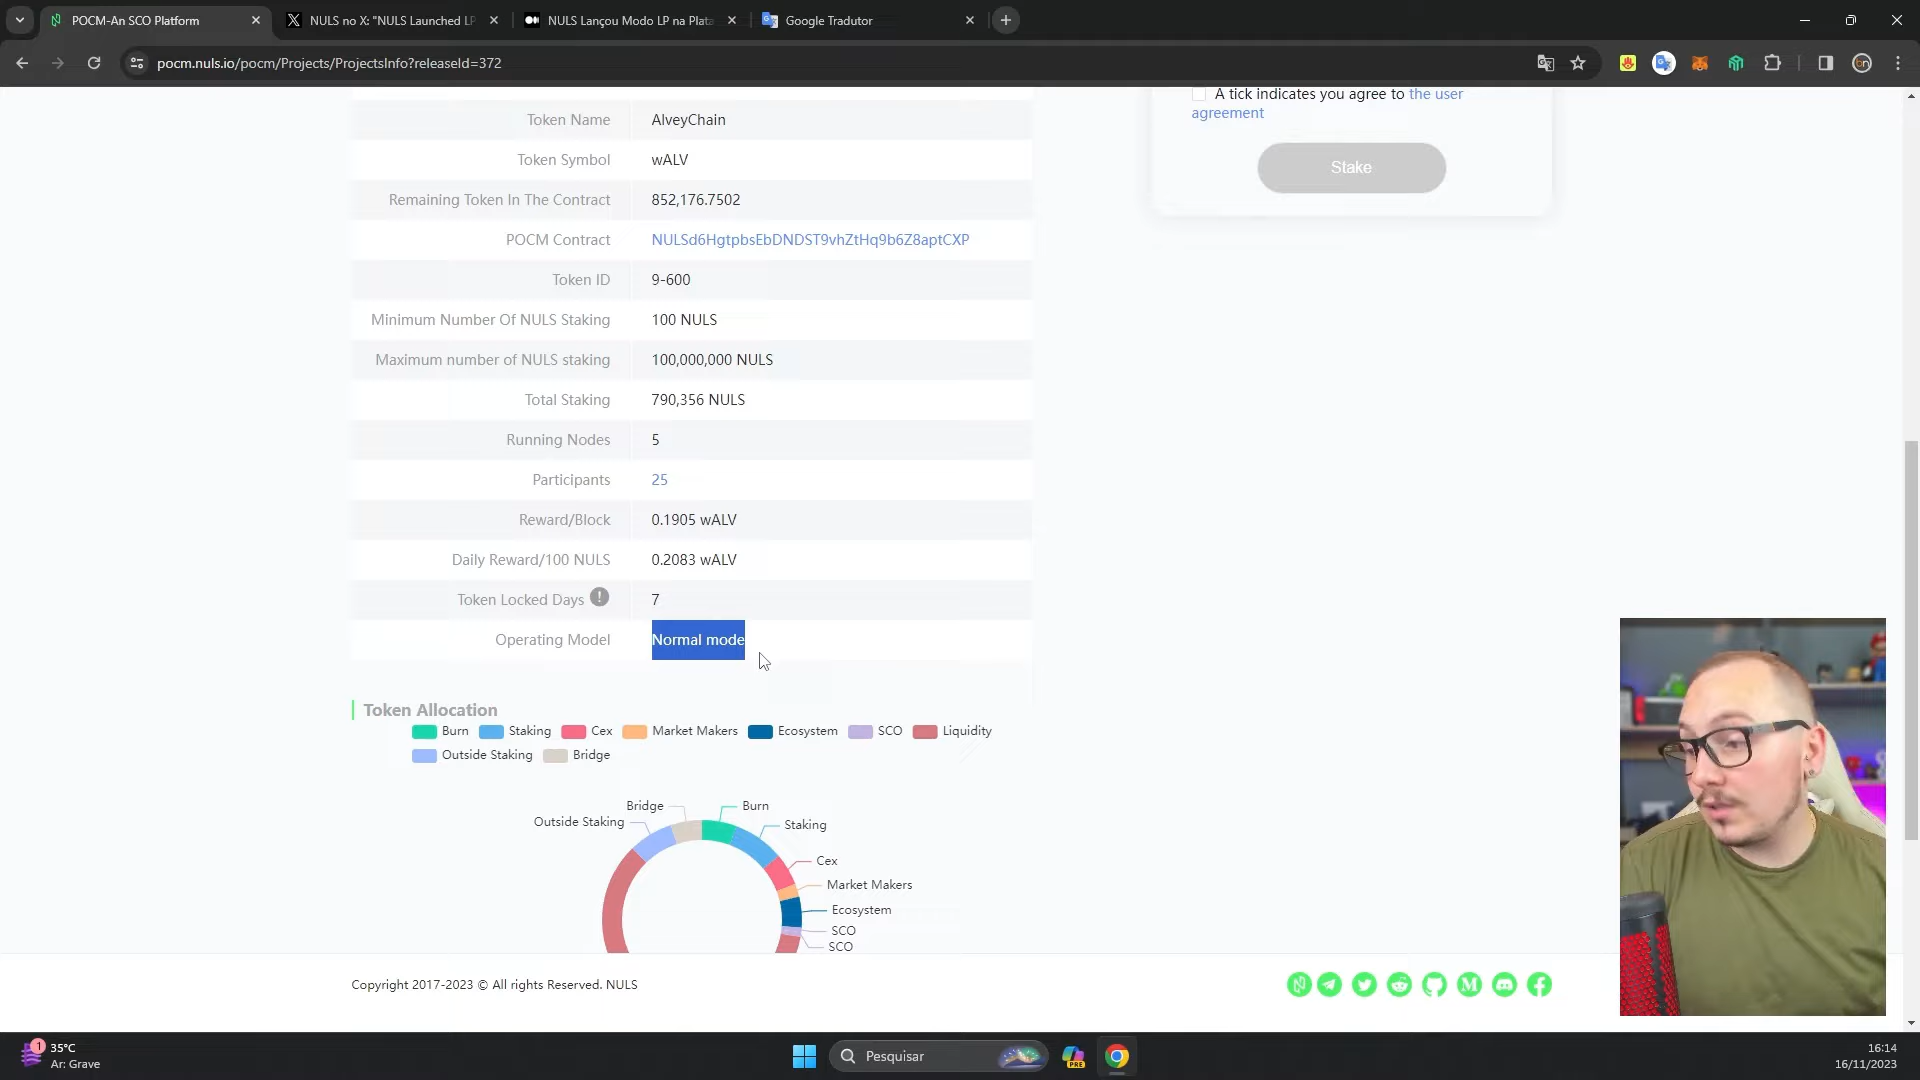 POCM-An SCO Platform
NULS no X: "NULS Launched LP
NULS Lançou Modo LP na Plata
Google Tradutor
pocm.nuls.io/pocm/Projects/ProjectsInfo?releaseId=372
A tick indicates you agree to the user
agreement
Stake
Token Name AlveyChain
Token Symbol wALV
Remaining Token In The Contract 852,176.7502
POCM Contract NULSd6HgtpbsEbDNDST9vhZtHq9b6Z8aptCXP
Token ID 9-600
Minimum Number Of NULS Staking 100 NULS
Maximum number of NULS staking 100,000,000 NULS
Total Staking 790,356 NULS
Running Nodes 5
Participants 25
Reward/Block 0.1905 wALV
Daily Reward/100 NULS 0.2083 wALV
Token Locked Days 7
Operating Model Normal mode
Token Allocation
Burn Staking Cex Market Makers Ecosystem SCO Liquidity
Outside Staking Bridge
Bridge Burn
Outside Staking Staking
Cex
Market Makers
Ecosystem
SCO
SCO
Copyright 2017-2023 © All rights Reserved. NULS
1 35°C
Ar: Grave
Pesquisar
PRE
16:14
16/11/2023